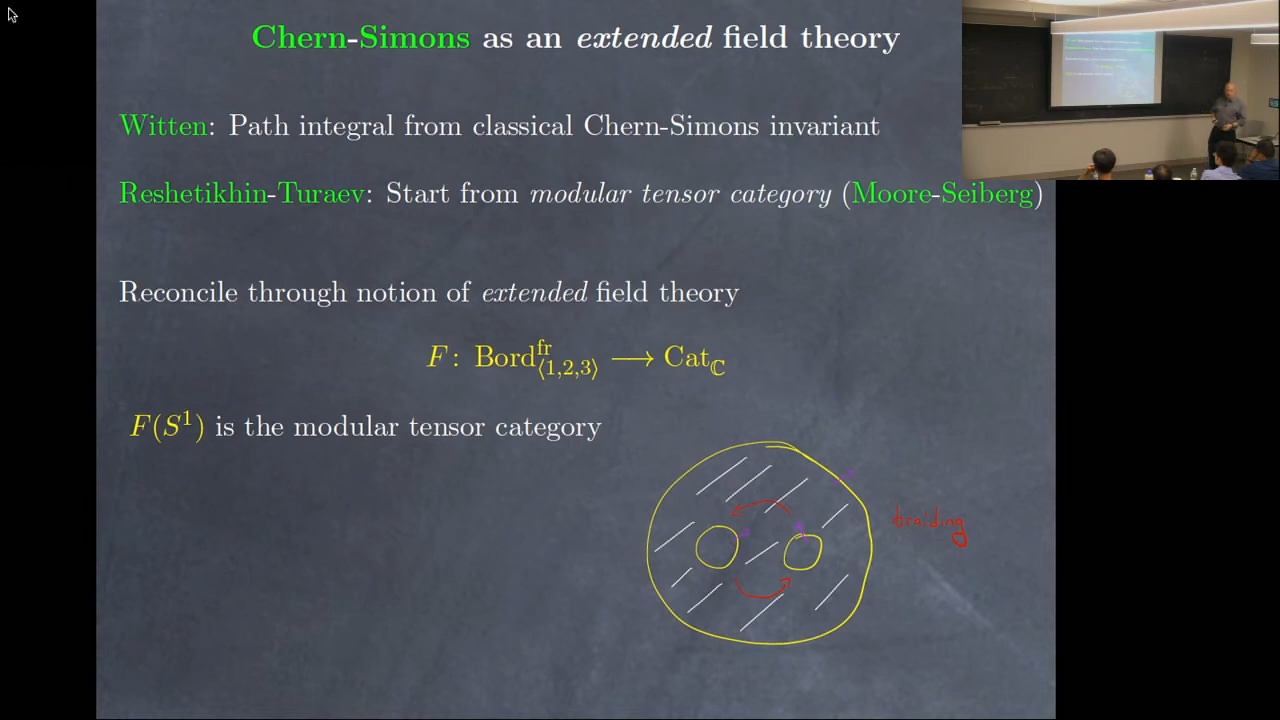 Chern-Simons as an extended field theory
Witten: Path integral from classical Chern-Simons invariant
Reshetikhin-Turaev: Start from modular tensor category (Moore-Seiberg)
Reconcile through notion of extended field theory
F : Bord^{fr}_{⟨1,2,3⟩} ⟶ Cat_ℂ
F(S¹) is the modular tensor category
braiding